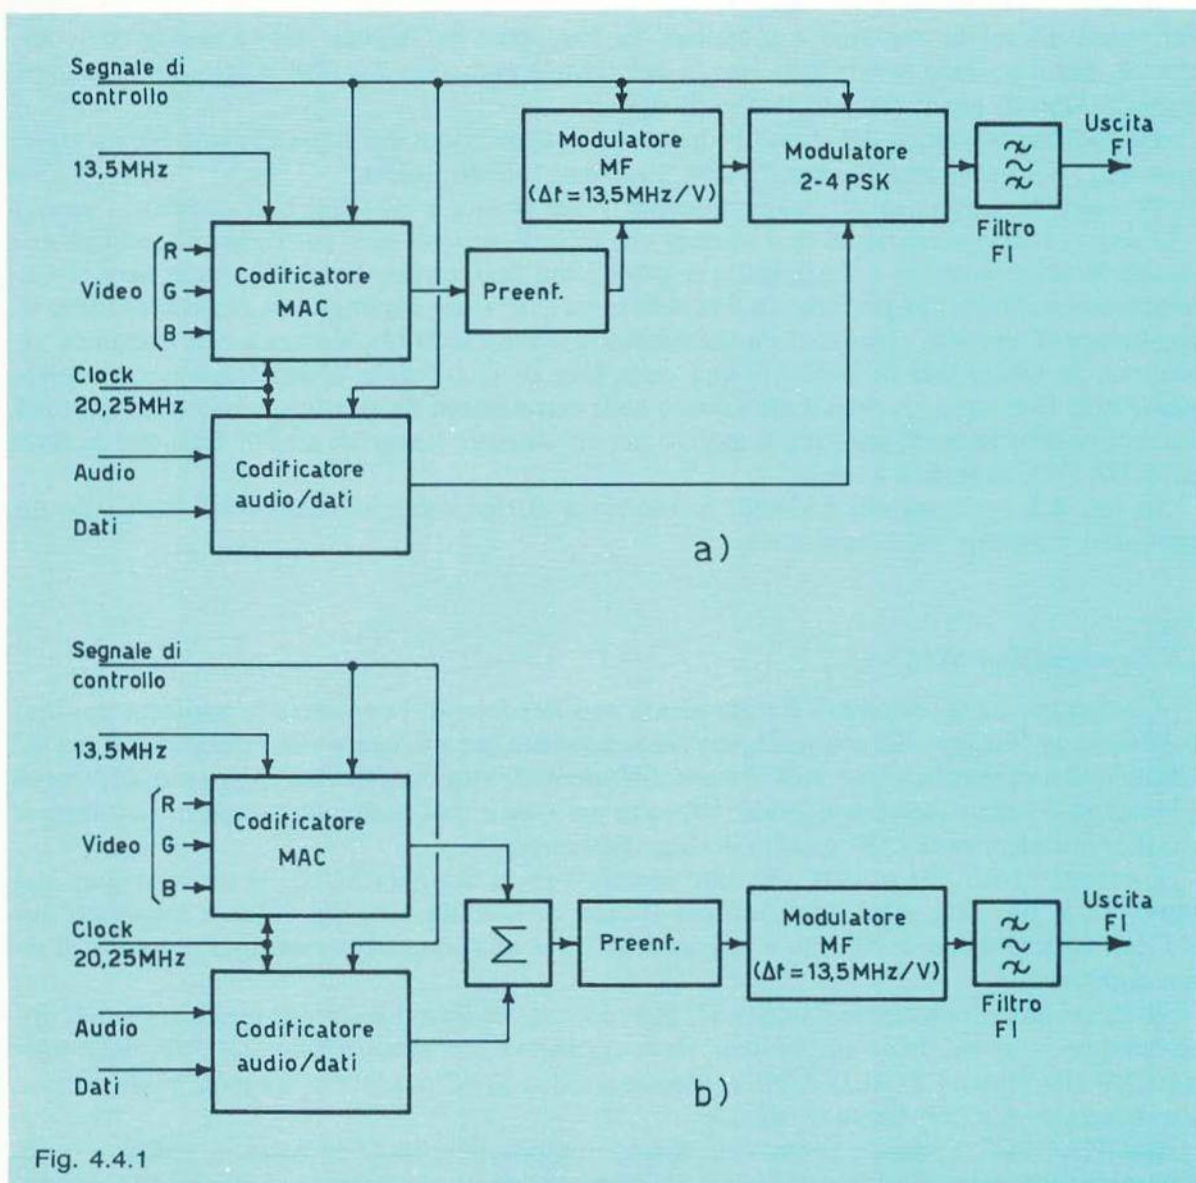 Segnale di
controllo
13,5MHz
Video
R
G
B
Codificatore
MAC
Clock
20,25MHz
Audio
Dati
Codificatore
audio/dati
Preenf.
Modulatore
MF
(Δf=13,5MHz/V)
Modulatore
2-4 PSK
Filtro
FI
Uscita
FI
a)
Segnale di
controllo
13,5MHz
Video
R
G
B
Codificatore
MAC
Clock
20,25MHz
Audio
Dati
Codificatore
audio/dati
Σ
Preenf.
Modulatore
MF
(Δf=13,5MHz/V)
Filtro
FI
Uscita
FI
b)
Fig. 4.4.1